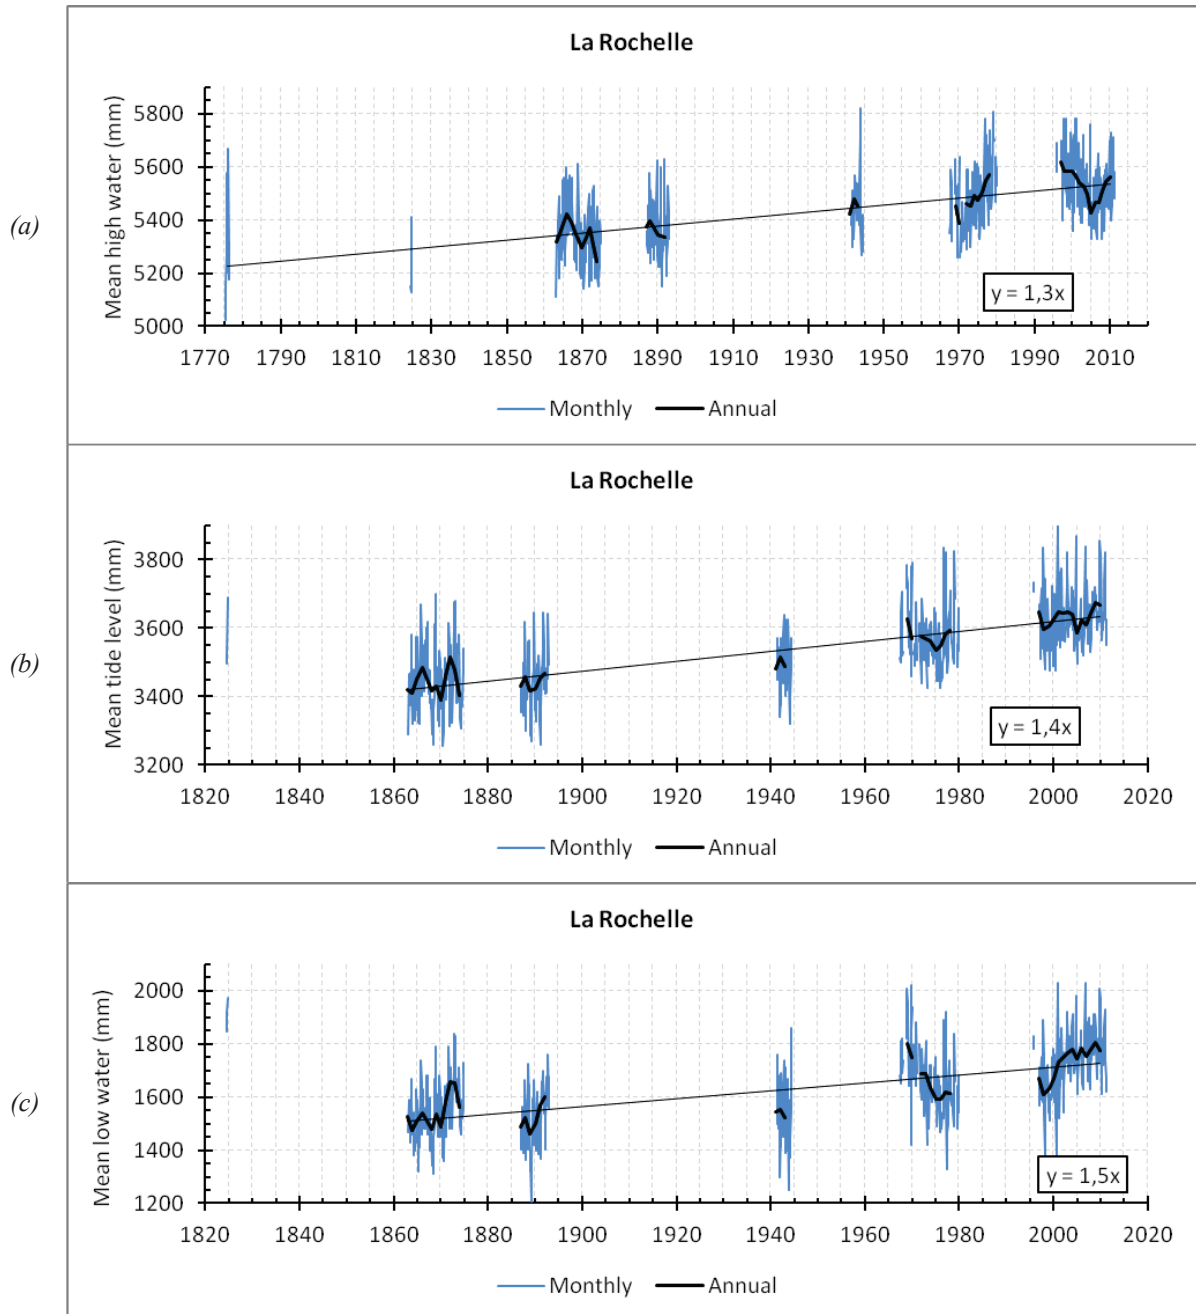 La Rochelle
(a)
Mean high water (mm)
5800
5600
5400
5200
5000
1770 1790 1810 1830 1850 1870 1890 1910 1930 1950 1970 1990 2010
y = 1,3x
Monthly Annual
La Rochelle
(b)
Mean tide level (mm)
3800
3600
3400
3200
1820 1840 1860 1880 1900 1920 1940 1960 1980 2000 2020
y = 1,4x
Monthly Annual
La Rochelle
(c)
Mean low water (mm)
2000
1800
1600
1400
1200
1820 1840 1860 1880 1900 1920 1940 1960 1980 2000 2020
y = 1,5x
Monthly Annual